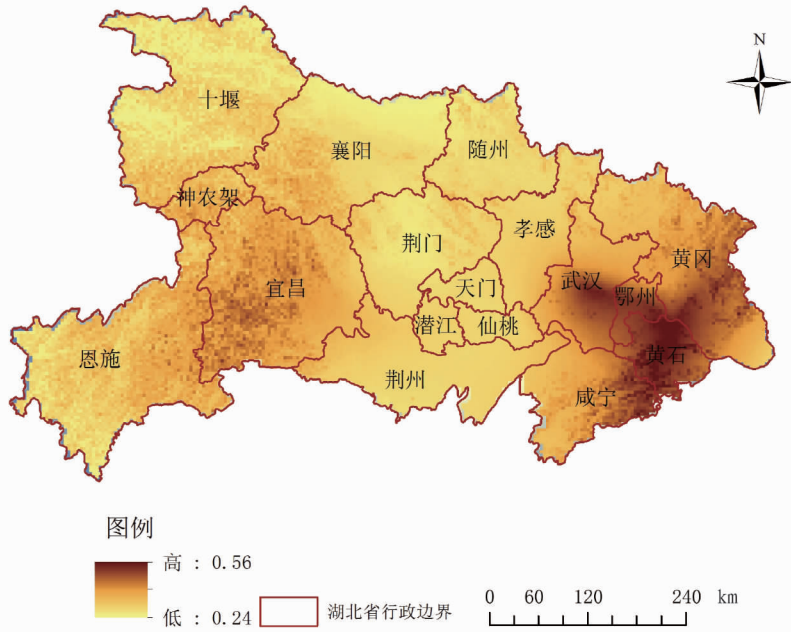 N
十堰
襄阳
随州
神农架
荆门
孝感
黄冈
宜昌
天门
武汉
鄂州
潜江
仙桃
恩施
荆州
黄石
咸宁
图例
高 : 0.56
低 : 0.24
湖北省行政边界
0 60 120 240 km